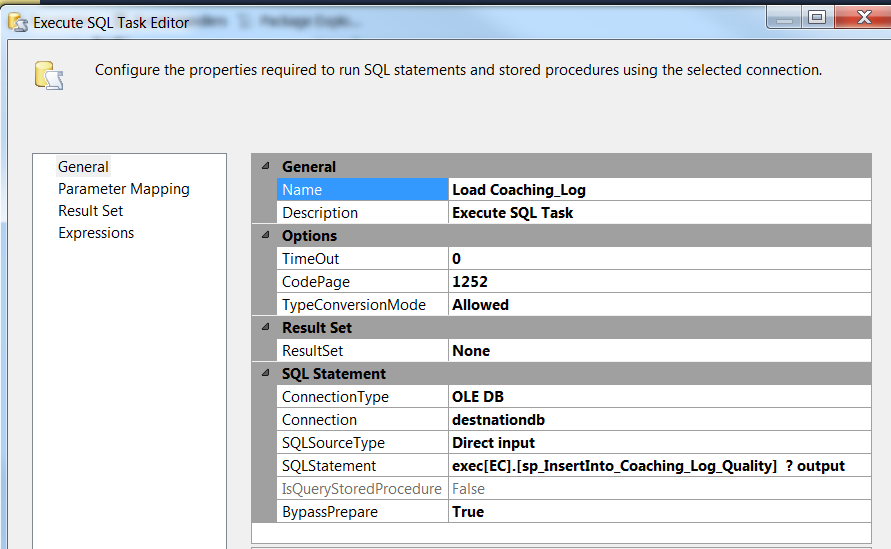 Execute SQL Task Editor
Configure the properties required to run SQL statements and stored procedures using the selected connection.
General
Parameter Mapping
Result Set
Expressions
General
Name Load Coaching_Log
Description Execute SQL Task
Options
TimeOut 0
CodePage 1252
TypeConversionMode Allowed
Result Set
ResultSet None
SQL Statement
ConnectionType OLE DB
Connection destnationdb
SQLSourceType Direct input
SQLStatement exec[EC].[sp_InsertInto_Coaching_Log_Quality] ? output
IsQueryStoredProcedure False
BypassPrepare True